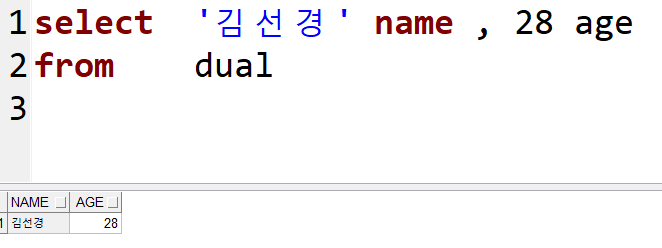 1 select '김선경' name , 28 age
2 from dual
3
NAME AGE
1 김선경 28